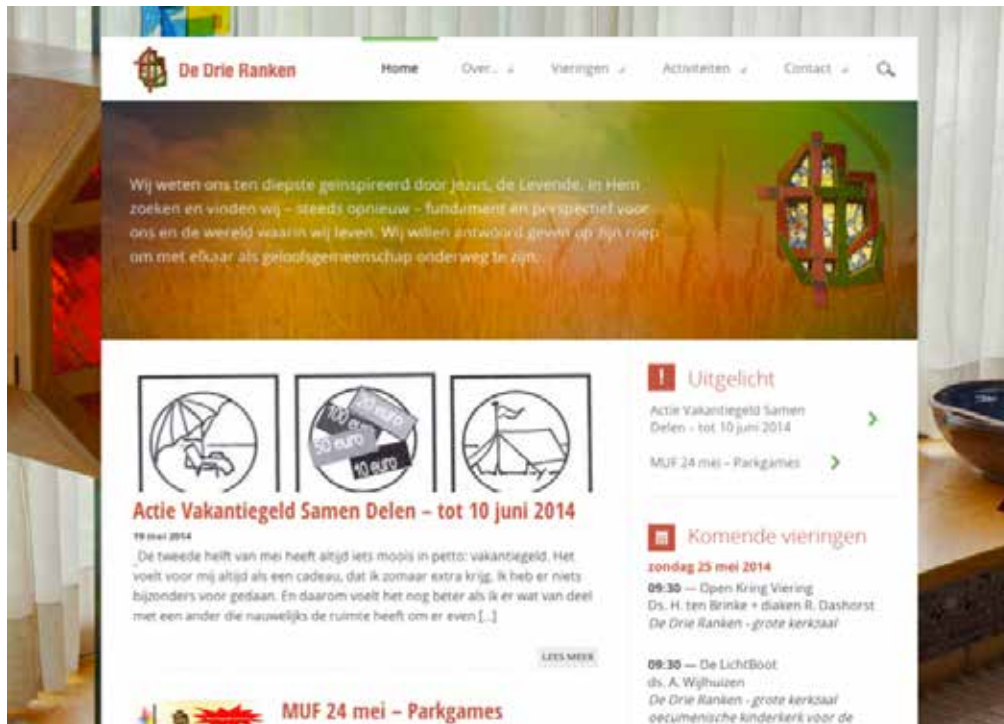 De Drie Ranken
Home
Over..
Vieringen
Activiteiten
Contact
Wij weten ons ten diepste geïnspireerd door Jezus, de Levende. In Hem
zoeken en vinden wij – steeds opnieuw – fundament en perspectief voor
ons en de wereld waarin wij leven. Wij willen antwoord geven op zijn roep
om met elkaar als geloofsgemeenschap onderweg te zijn.
100
20 euro
50 euro
10 euro
Actie Vakantiegeld Samen Delen – tot 10 juni 2014
19 mei 2014
De tweede helft van mei heeft altijd iets moois in petto: vakantiegeld. Het
voelt voor mij altijd als een cadeau, dat ik zomaar extra krijg. Ik heb er niets
bijzonders voor gedaan. En daarom voelt het nog beter als ik er wat van deel
met een ander die nauwelijks de ruimte heeft om er even [...]
LEES MEER
MUF 24 mei – Parkgames
! Uitgelicht
Actie Vakantiegeld Samen
Delen – tot 10 juni 2014
MUF 24 mei – Parkgames
Komende vieringen
zondag 25 mei 2014
09:30 — Open Kring Viering
Ds. H. ten Brinke + diaken R. Dashorst
De Drie Ranken - grote kerkzaal
09:30 — De LichtBoot
ds. A. Wijlhuizen
De Drie Ranken - grote kerkzaal
oecumenische kinderkerk voor de